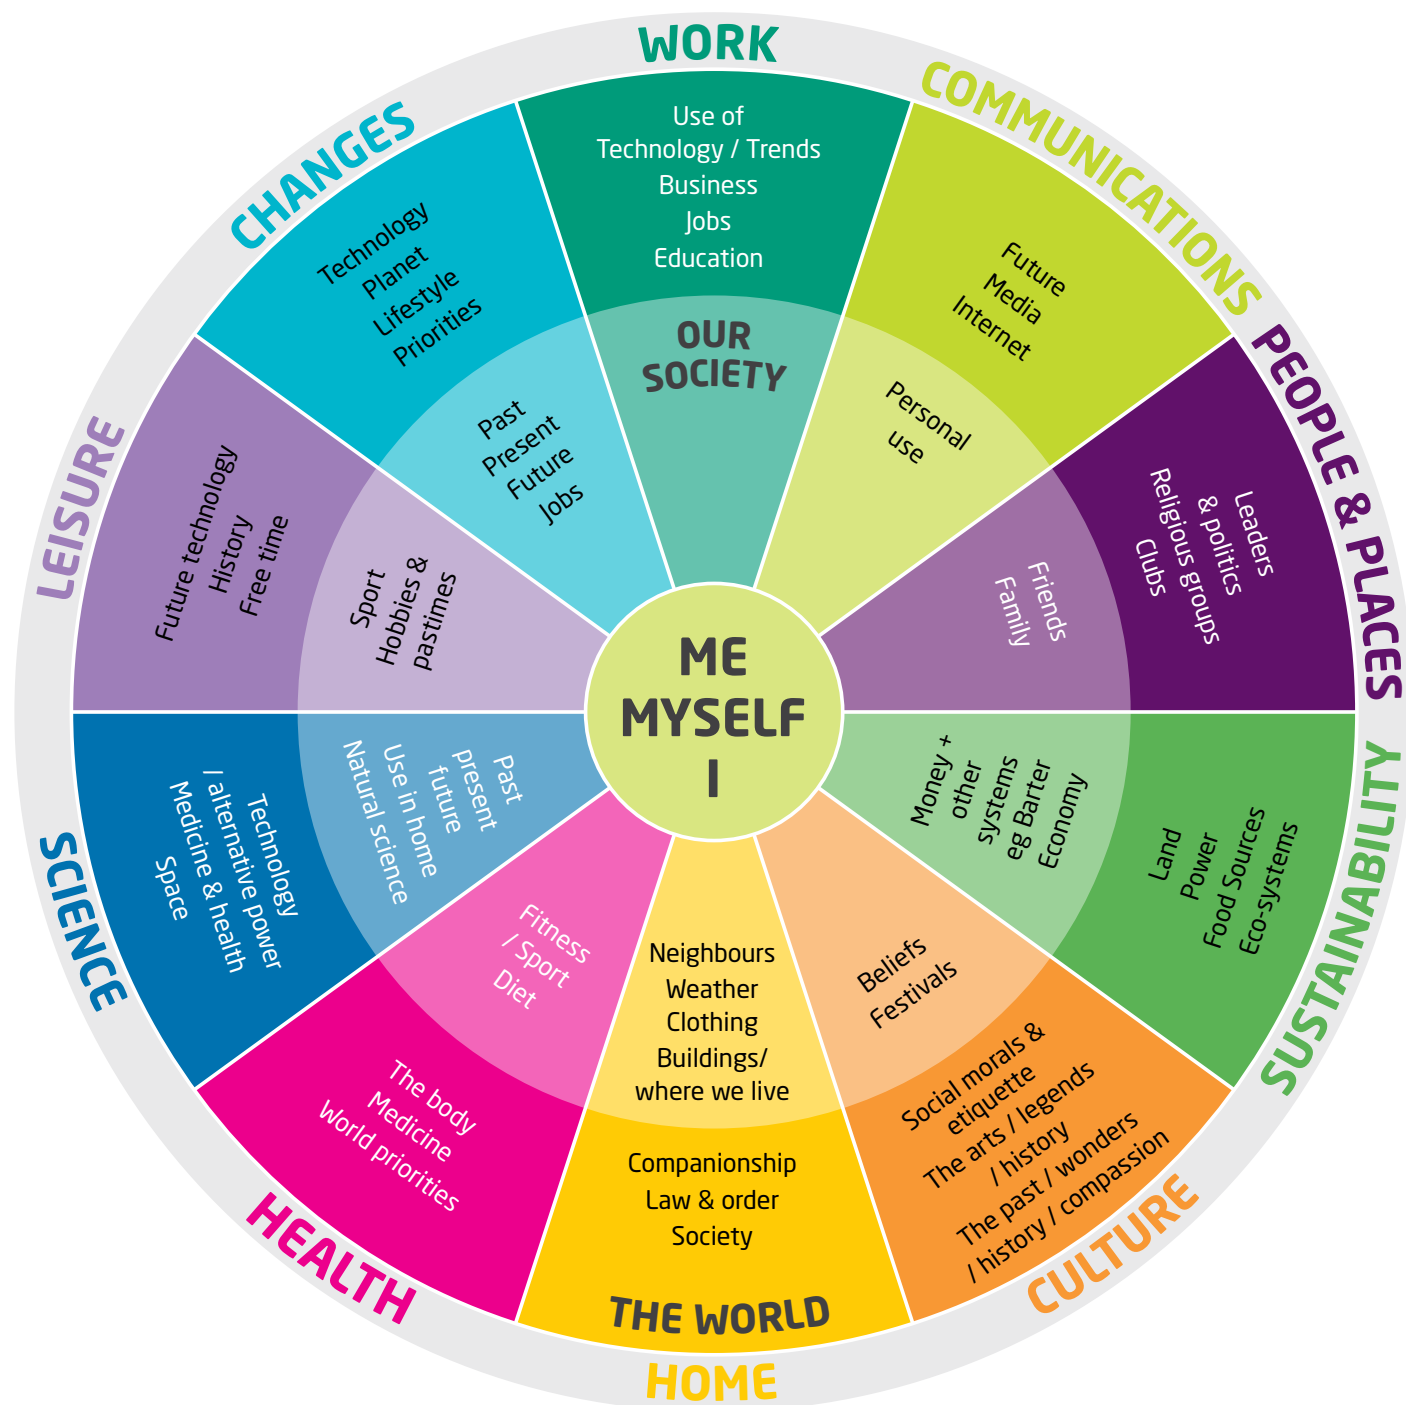 WORK
Use of
Technology / Trends
Business
Jobs
Education
OUR
SOCIETY
COMMUNICATIONS
Future
Media
Internet
Personal
use
PEOPLE & PLACES
Leaders
& politics
Religious groups
Clubs
Friends
Family
SUSTAINABILITY
Land
Power
Food Sources
Eco-systems
Money +
other
systems
eg Barter
Economy
CULTURE
Beliefs
Festivals
Social morals &
etiquette
The arts / legends
/ history
The past / wonders
/ history / compassion
HOME
Neighbours
Weather
Clothing
Buildings/
where we live
Companionship
Law & order
Society
THE WORLD
HEALTH
Fitness
/ Sport
Diet
The body
Medicine
World priorities
SCIENCE
Past
present
future
Use in home
Natural science
Technology
/ alternative power
Medicine & health
Space
LEISURE
Future technology
History
Free time
Sport
Hobbies &
pastimes
CHANGES
Technology
Planet
Lifestyle
Priorities
Past
Present
Future
Jobs
ME
MYSELF
I